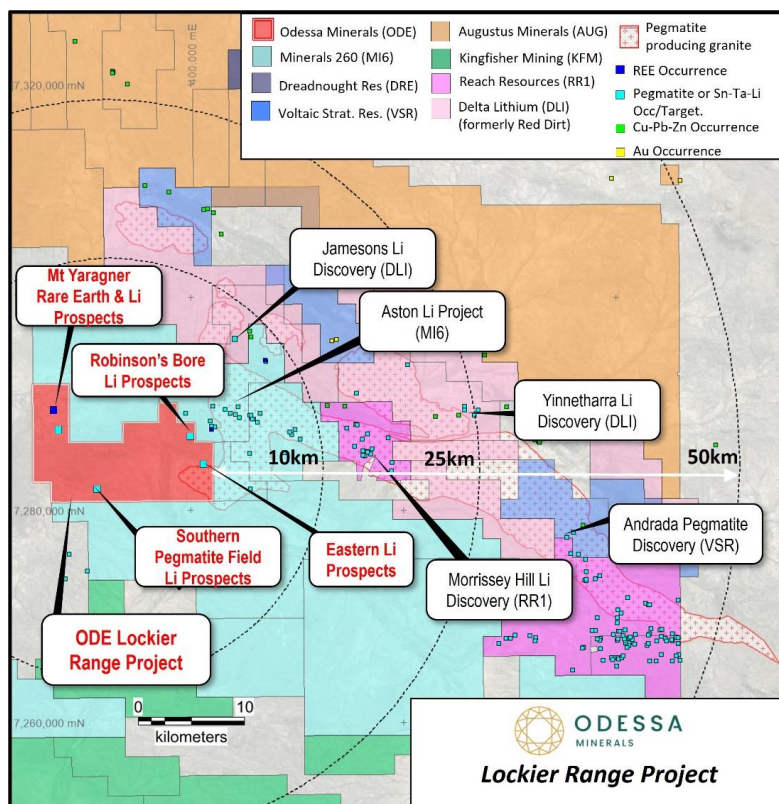 Odessa Minerals (ODE)
Minerals 260 (MI6)
Dreadnought Res (DRE)
Voltaic Strat. Res. (VSR)
Augustus Minerals (AUG)
Kingfisher Mining (KFM)
Reach Resources (RR1)
Delta Lithium (DLI)
(formerly Red Dirt)
Pegmatite
producing granite
REE Occurrence
Pegmatite or Sn-Ta-Li
Occ/Target.
Cu-Pb-Zn Occurrence
Au Occurrence
400,000 mE
7,320,000 mN
Jamesons Li
Discovery (DLI)
Mt Yaragner
Rare Earth & Li
Prospects
Aston Li Project
(MI6)
Robinson's Bore
Li Prospects
Yinnetharra Li
Discovery (DLI)
10km
25km
50km
7,280,000 mN
Southern
Pegmatite Field
Li Prospects
Eastern Li
Prospects
Andrada Pegmatite
Discovery (VSR)
Morrissey Hill Li
Discovery (RR1)
ODE Lockier
Range Project
0 10
kilometers
7,260,000 mN
ODESSA
MINERALS
Lockier Range Project